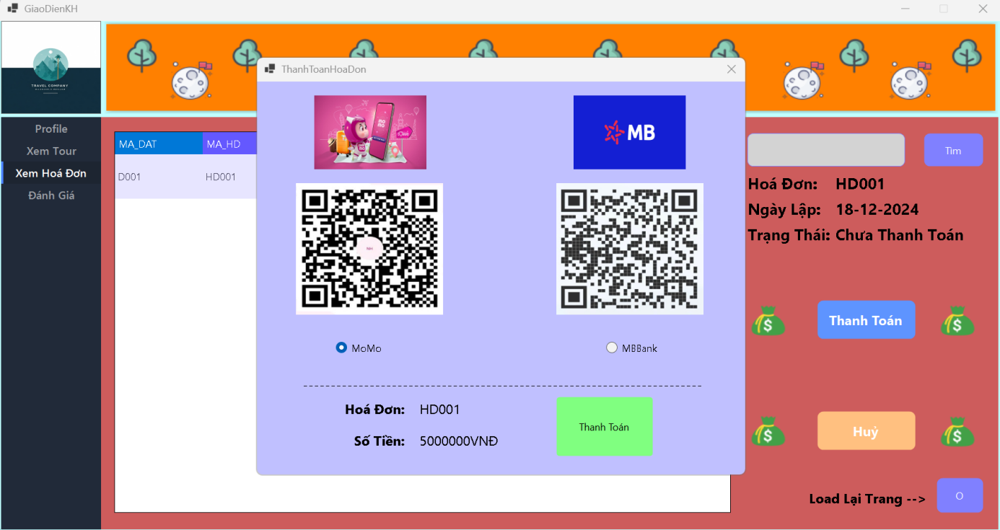 GiaoDienKH
TRAVEL COMPANY
Profile
Xem Tour
Xem Hoá Đơn
Đánh Giá
MA_DAT MA_HD
D001 HD001
ThanhToanHoaDon
MB
MoMo
MBBank
Hoá Đơn: HD001
Số Tiền: 5000000VNĐ
Thanh Toán
Tìm
Hoá Đơn: HD001
Ngày Lập: 18-12-2024
Trạng Thái: Chưa Thanh Toán
Thanh Toán
Huỷ
Load Lại Trang --> O